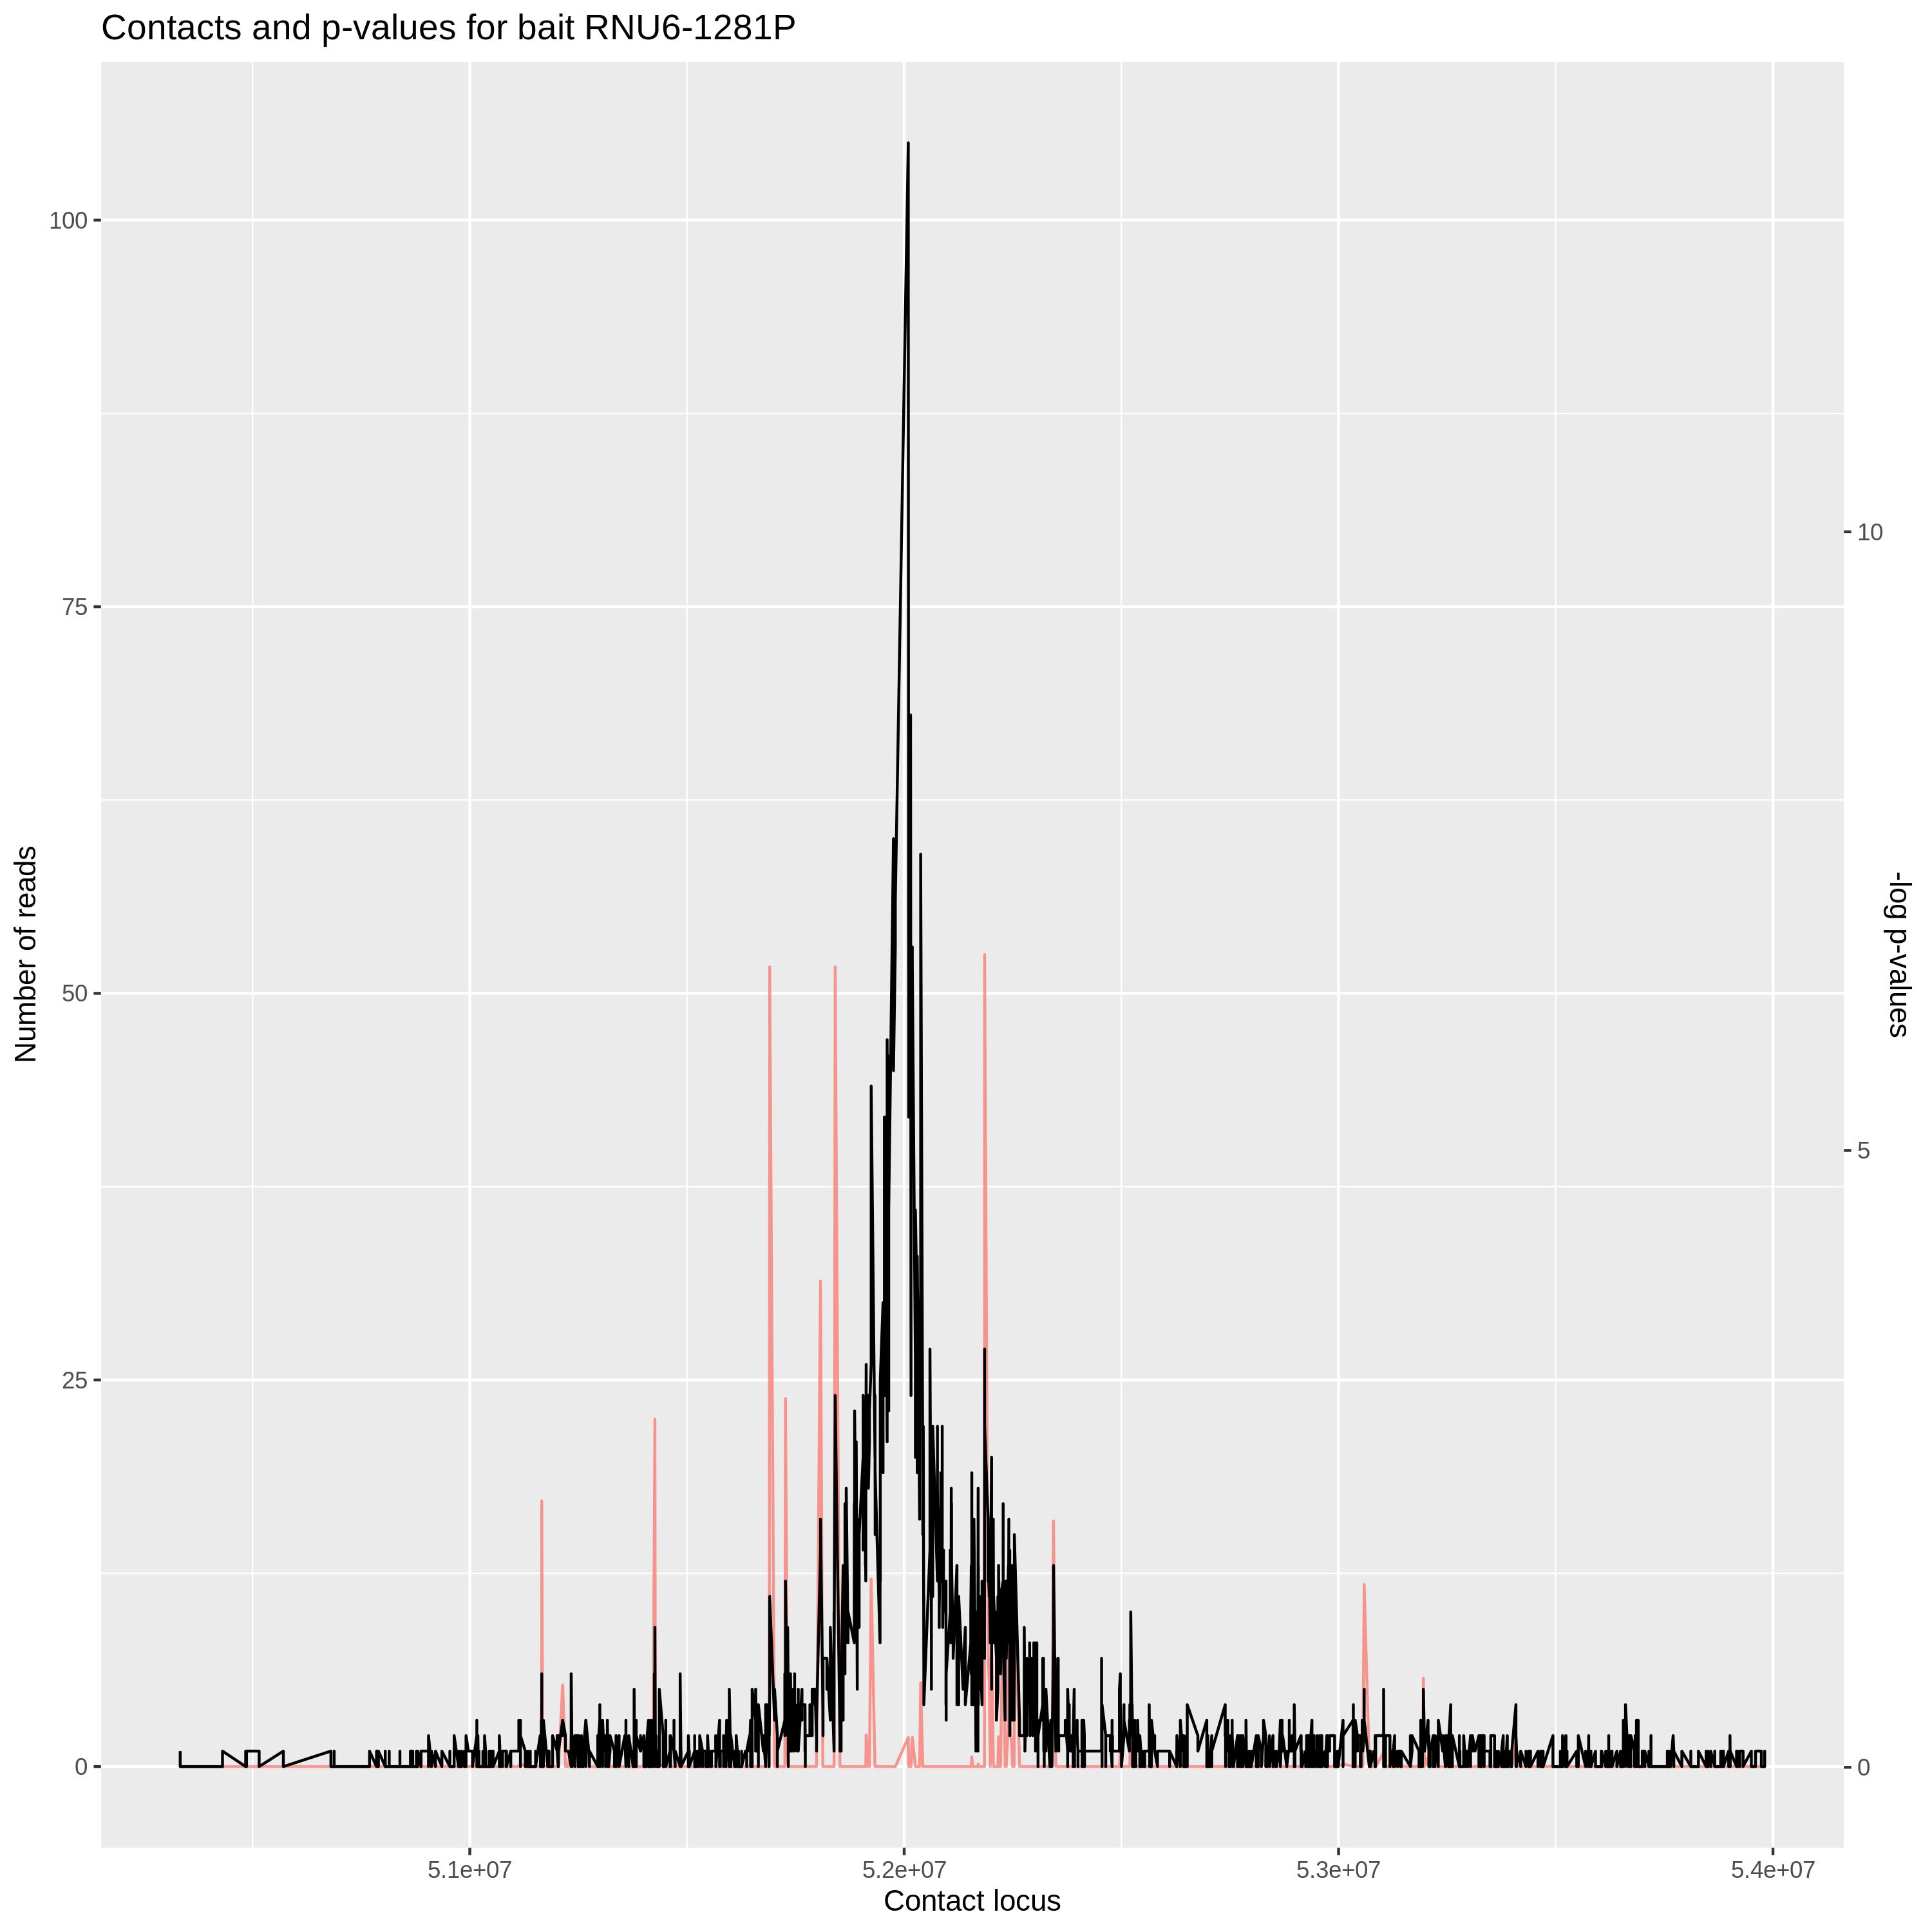 Contacts and p-values for bait RNU6-1281P
100
75
50
25
0
Number of reads
10
5
0
-log p-values
5.1e+07
5.2e+07
5.3e+07
5.4e+07
Contact locus